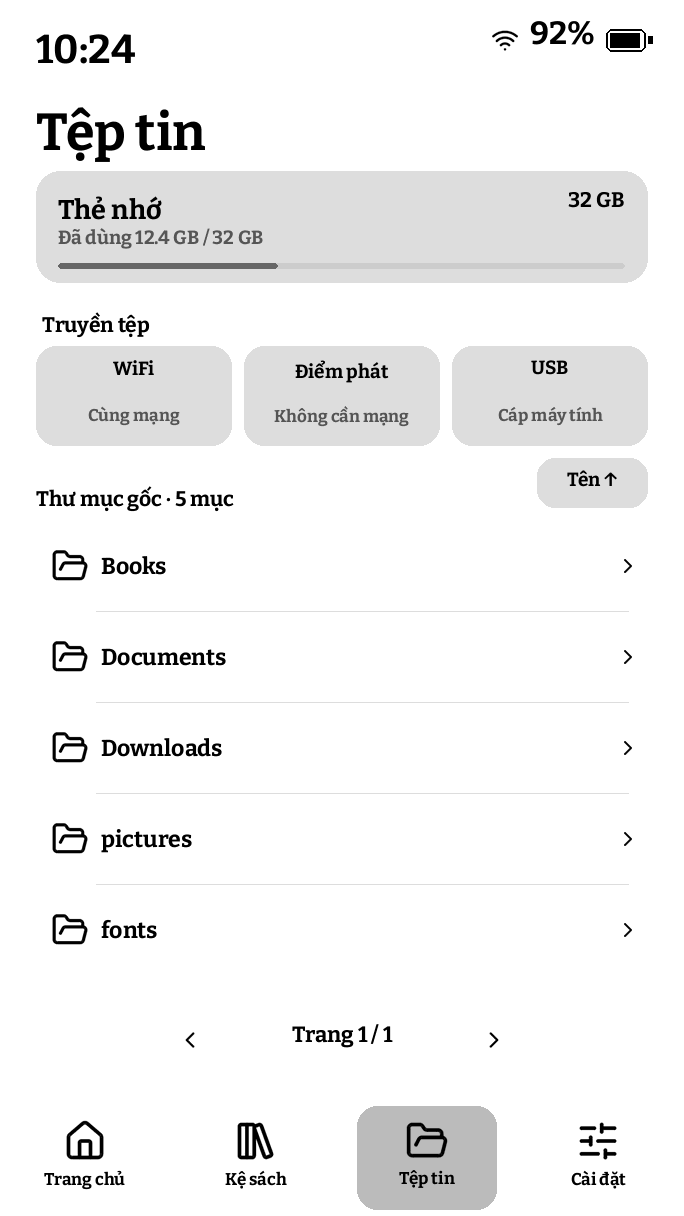 10:24
92%
Tệp tin
Thẻ nhớ
32 GB
Đã dùng 12.4 GB / 32 GB
Truyền tệp
WiFi
Điểm phát
USB
Cùng mạng
Không cần mạng
Cáp máy tính
Thư mục gốc · 5 mục
Tên ↑
Books
Documents
Downloads
pictures
fonts
Trang 1 / 1
Trang chủ
Kệ sách
Tệp tin
Cài đặt